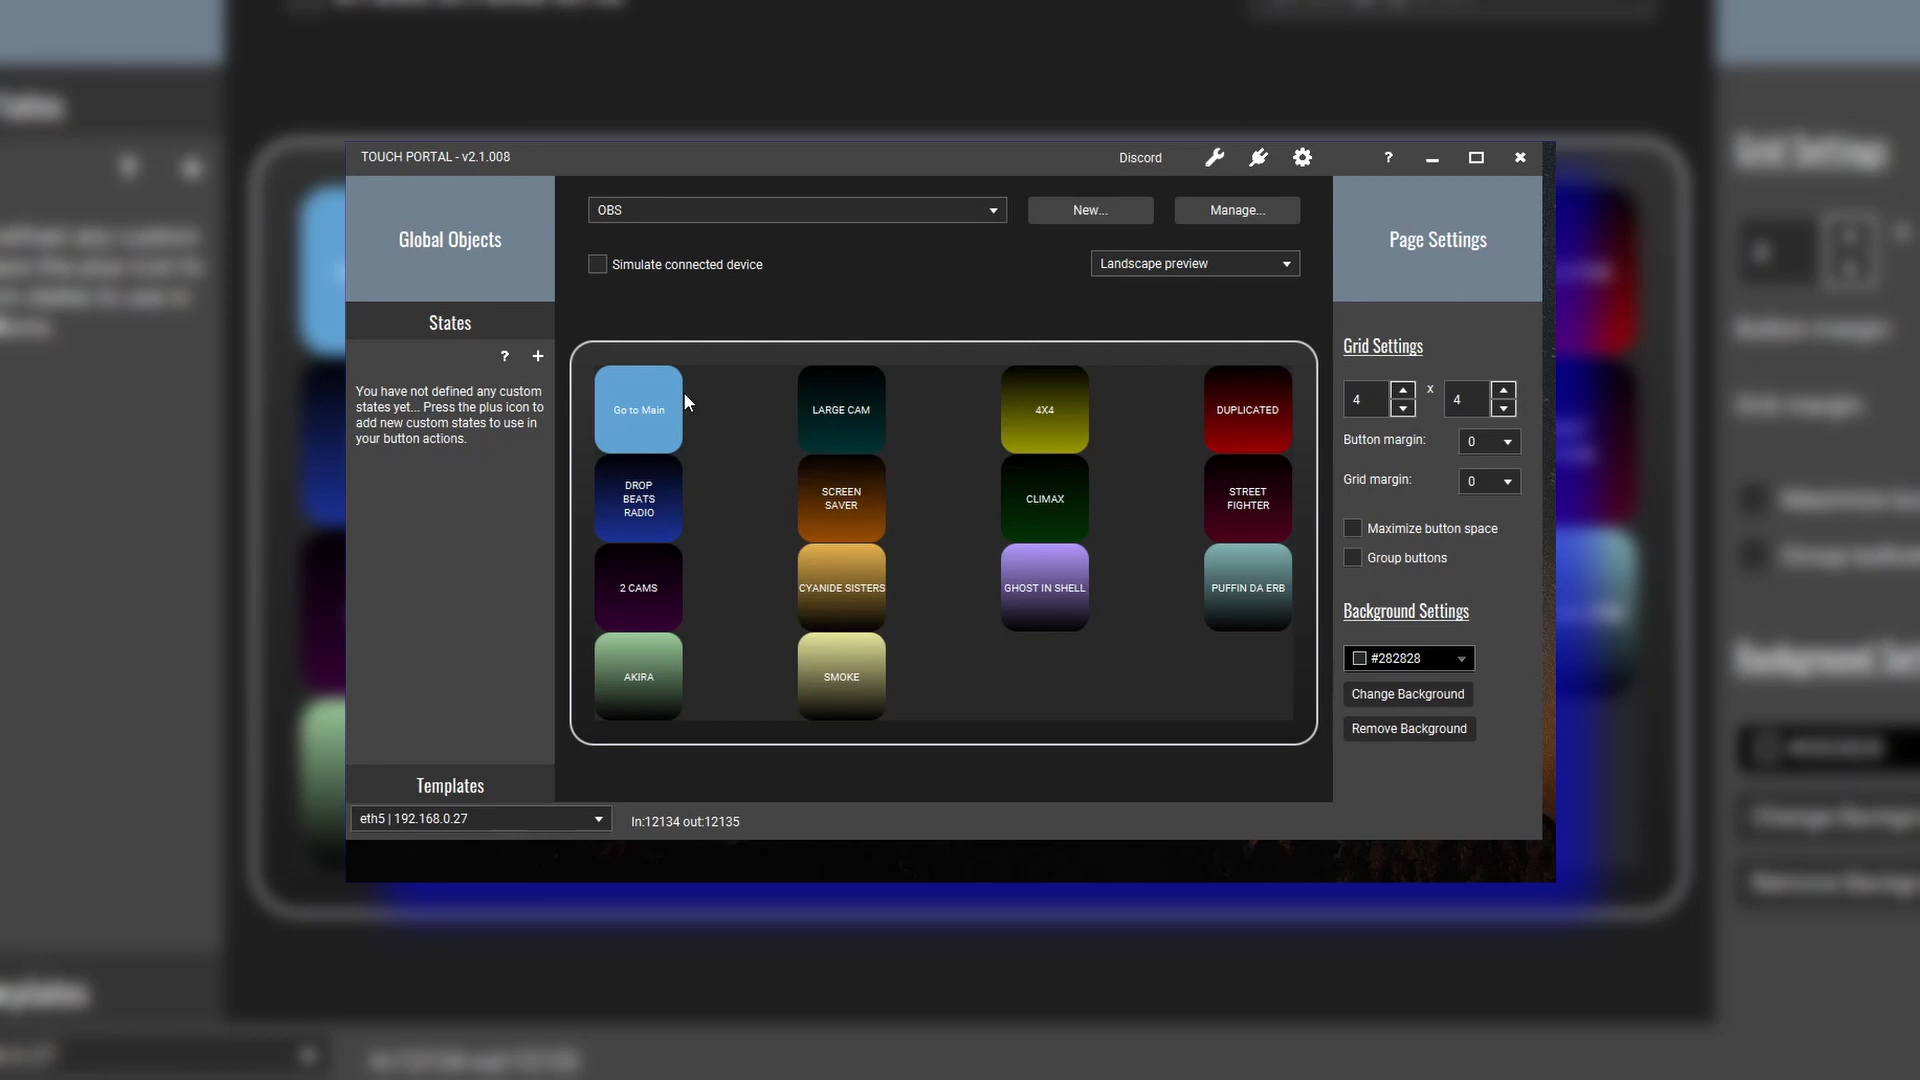 TOUCH PORTAL - v2.1.008
Discord
?
Global Objects
OBS
New...
Manage...
Page Settings
Simulate connected device
Landscape preview
States
? +
You have not defined any custom
states yet... Press the plus icon to
add new custom states to use in
your button actions.
Go to Main
LARGE CAM
4X4
DUPLICATED
DROP
BEATS
RADIO
SCREEN
SAVER
CLIMAX
STREET
FIGHTER
2 CAMS
CYANIDE SISTERS
GHOST IN SHELL
PUFFIN DA ERB
AKIRA
SMOKE
Grid Settings
4 x 4
Button margin: 0
Grid margin: 0
Maximize button space
Group buttons
Background Settings
#282828
Change Background
Remove Background
Templates
eth5 | 192.168.0.27
In:12134 out:12135